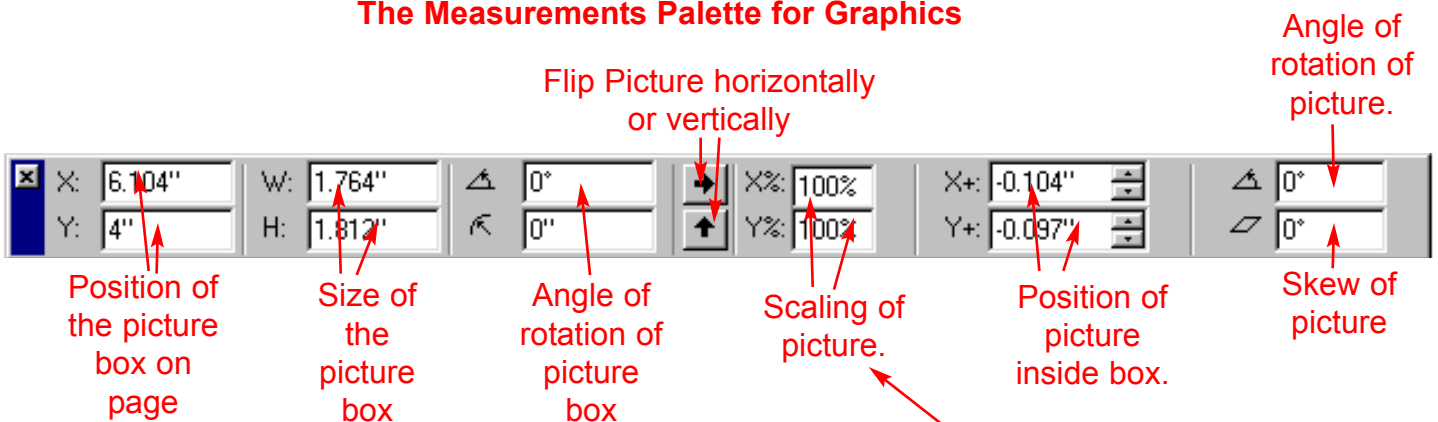 The Measurements Palette for Graphics
Angle of
rotation of
picture.
Flip Picture horizontally
or vertically
X: 6.104" W: 1.764" 0° X%: 100% X+: -0.104" 0°
Y: 4" H: 1.812" 0" Y%: 100% Y+: -0.097" 0°
Position of
the picture
box on
page
Size of
the
picture
box
Angle of
rotation of
picture
box
Scaling of
picture.
Position of
picture
inside box.
Skew of
picture